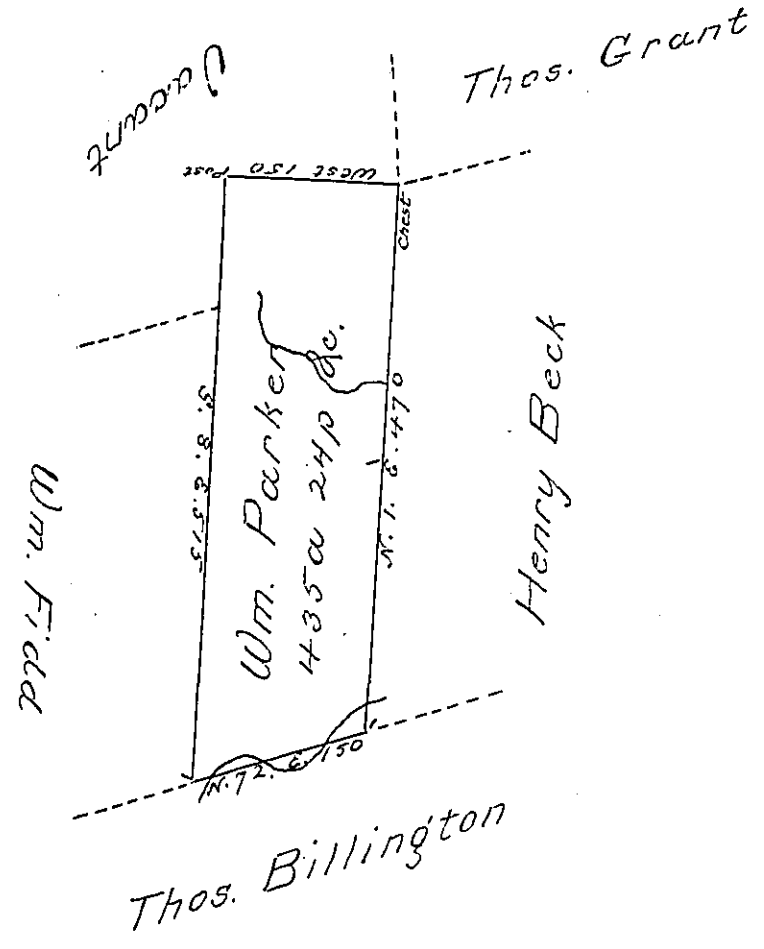 Vacant
Thos. Grant
West 150
Post
Chest
N. 1. E. 470
S. 8. E. 515
Wm. Parker
435a 24p &c.
Henry Beck
Wm. Field
N. 72. E. 150
Thos. Billington